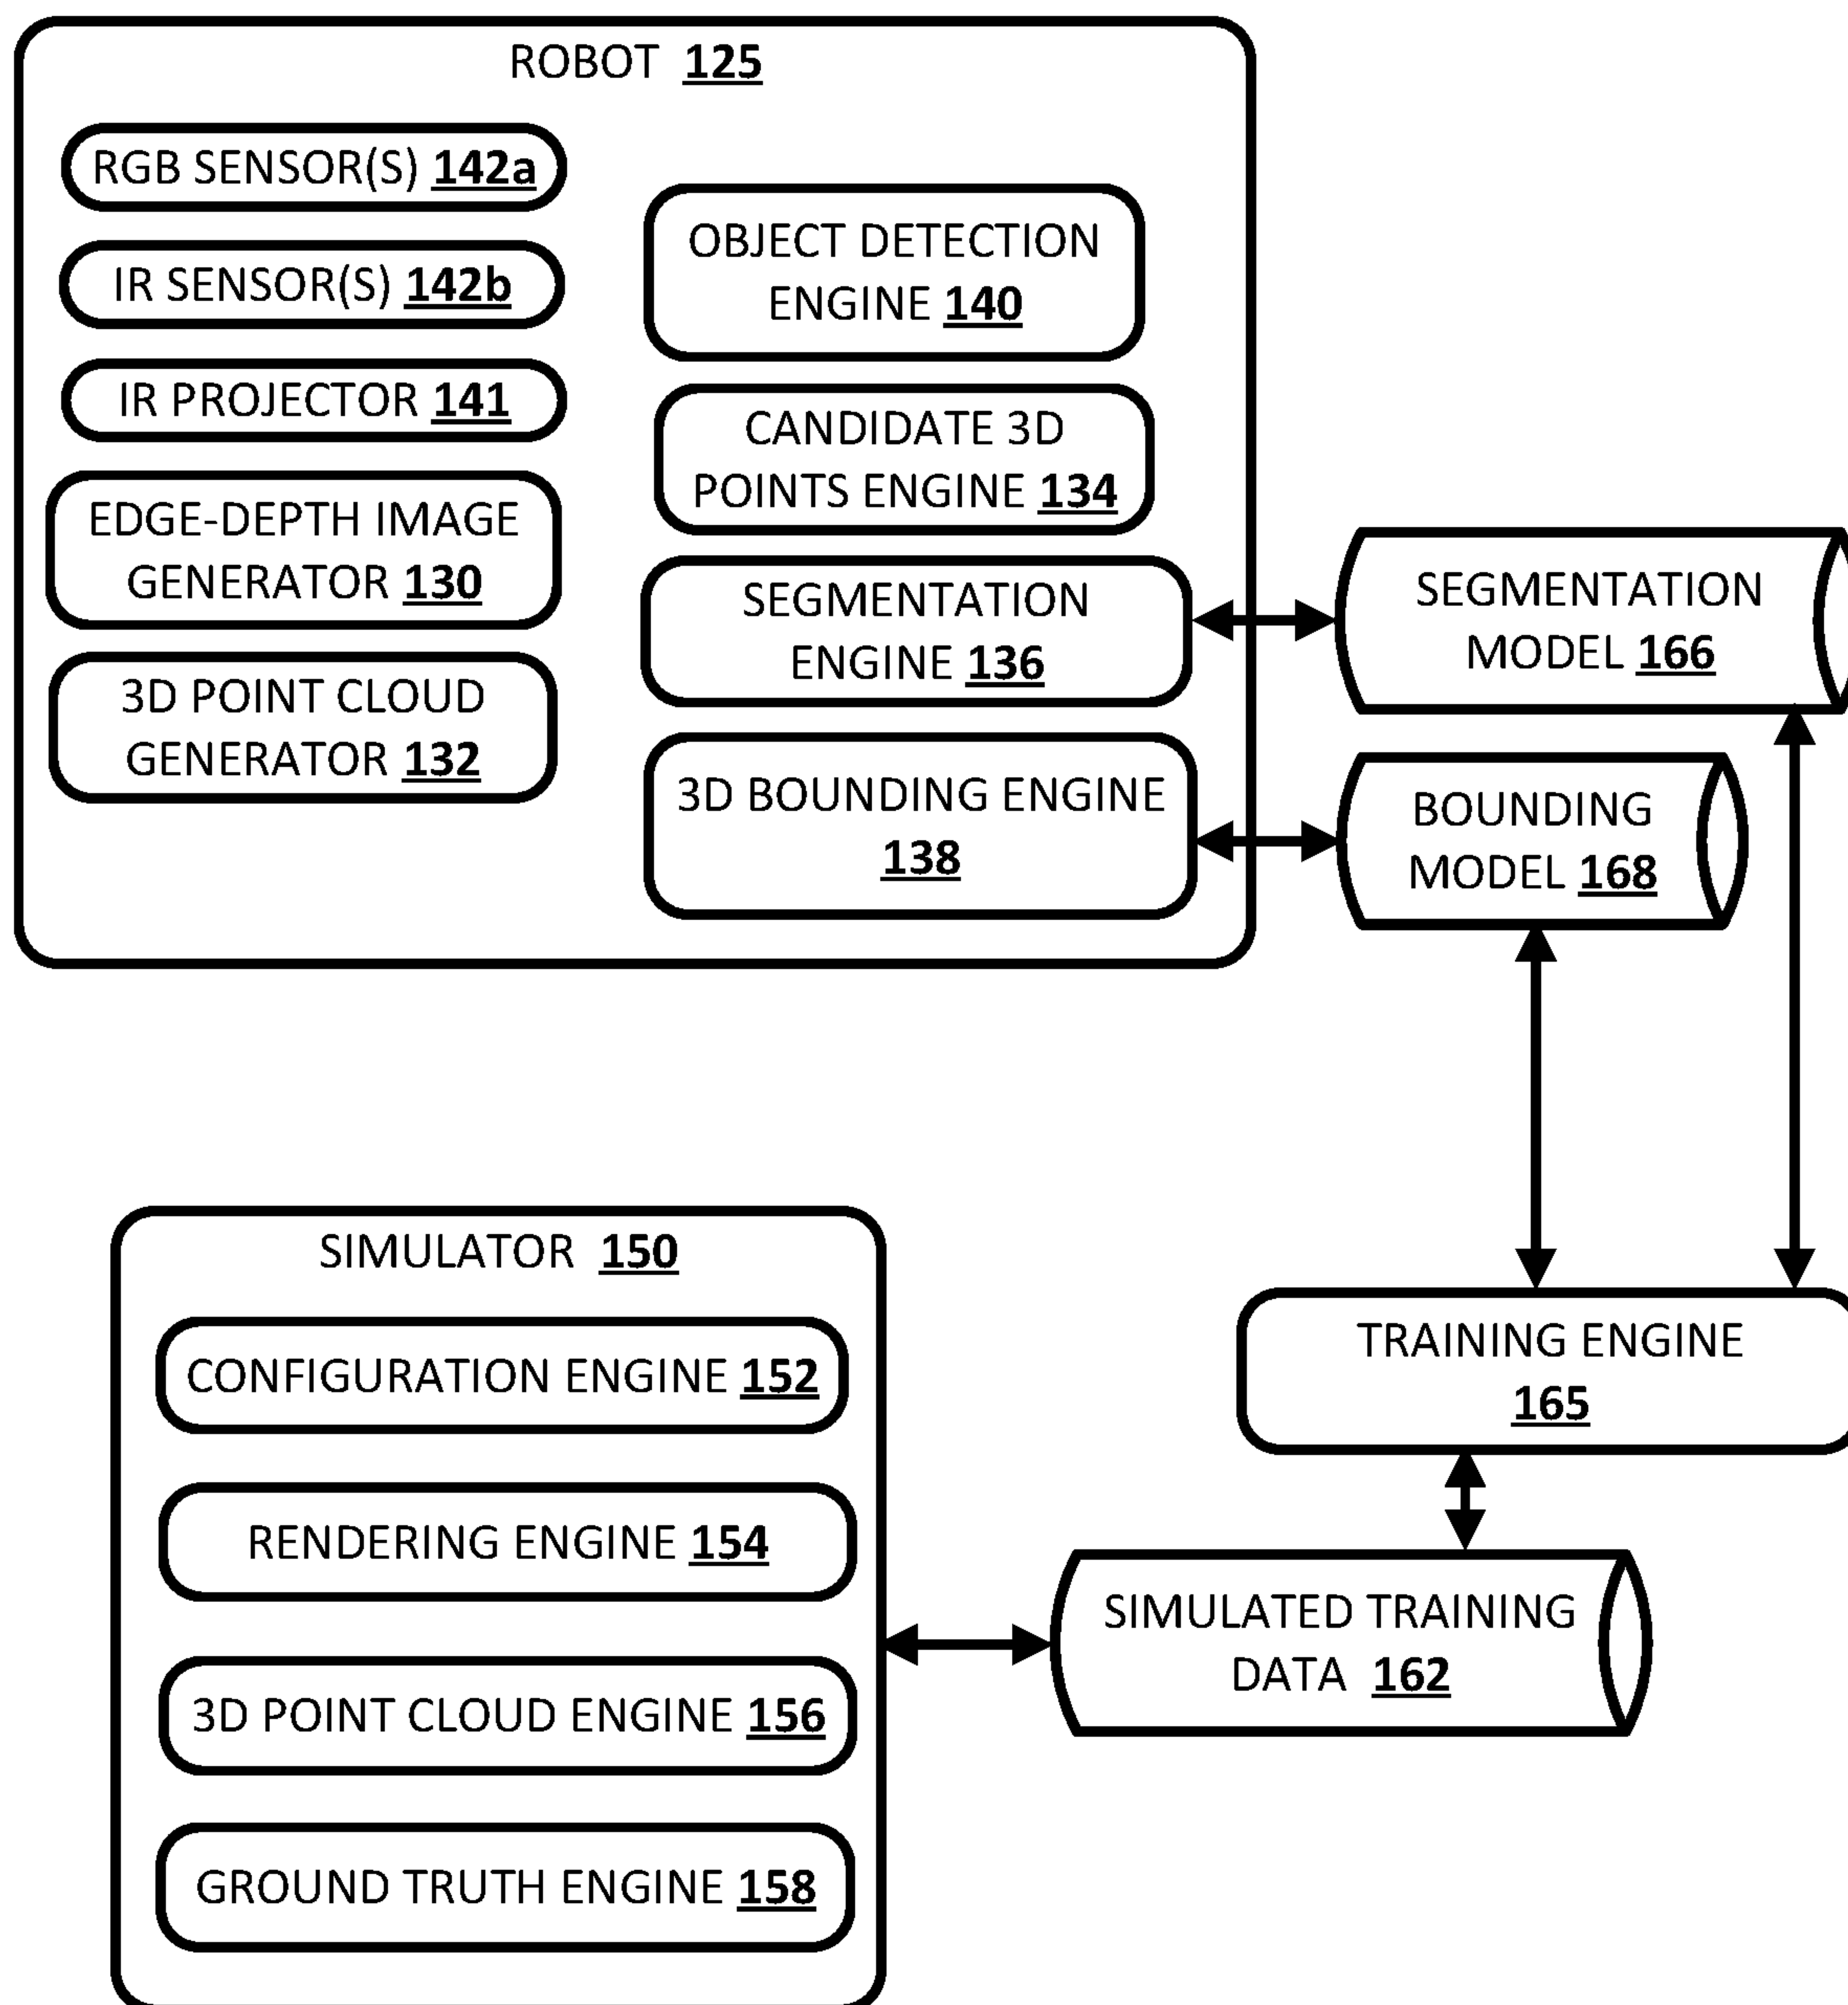 ROBOT 125
RGB SENSOR(S) 142a
IR SENSOR(S) 142b
IR PROJECTOR 141
EDGE-DEPTH IMAGE
GENERATOR 130
3D POINT CLOUD
GENERATOR 132
OBJECT DETECTION
ENGINE 140
CANDIDATE 3D
POINTS ENGINE 134
SEGMENTATION
ENGINE 136
3D BOUNDING ENGINE
138
SEGMENTATION
MODEL 166
BOUNDING
MODEL 168
SIMULATOR 150
CONFIGURATION ENGINE 152
RENDERING ENGINE 154
3D POINT CLOUD ENGINE 156
GROUND TRUTH ENGINE 158
TRAINING ENGINE
165
SIMULATED TRAINING
DATA 162